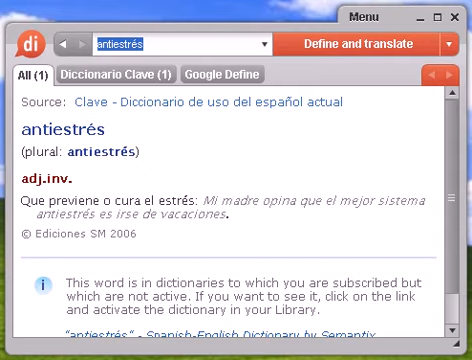 Menu
di
antiestrés
Define and translate
All (1)
Diccionario Clave (1)
Google Define
Source: Clave - Diccionario de uso del español actual
antiestrés
(plural: antiestrés)
adj.inv.
Que previene o cura el estrés: Mi madre opina que el mejor sistema
antiestrés es irse de vacaciones.
© Ediciones SM 2006
i
This word is in dictionaries to which you are subscribed but
which are not active. If you want to see it, click on the link
and activate the dictionary in your Library.
"antiestrés" - Spanish-English Dictionary by Semantix